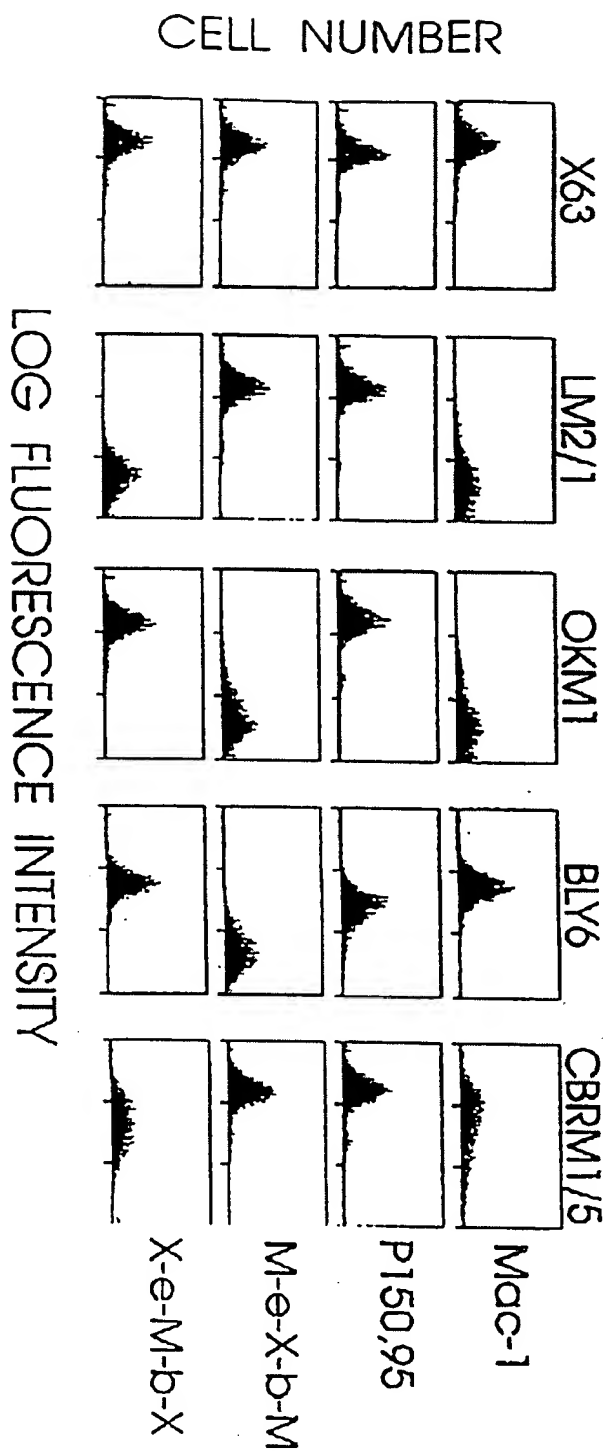 X63 LM2/1 OKM1 BLY6 CBRM1/5
Mac-1
P150,95
M-e-X-b-M
X-e-M-b-X
CELL NUMBER
LOG FLUORESCENCE INTENSITY